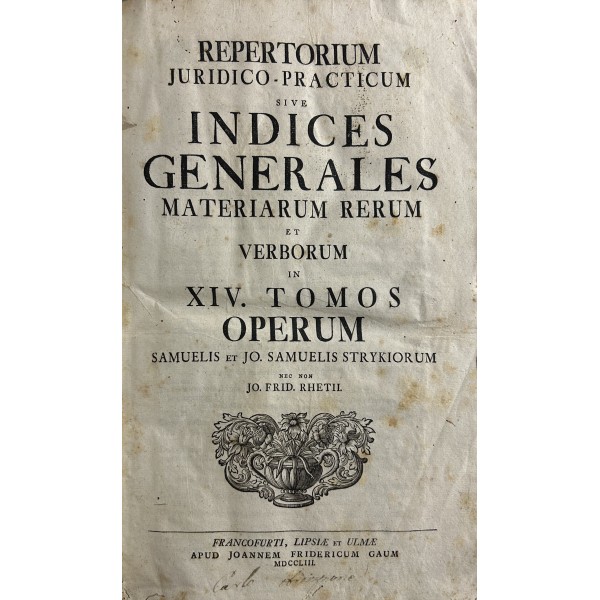 REPERTORIUM
JURIDICO-PRACTICUM
SIVE
INDICES
GENERALES
MATERIARUM RERUM
ET
VERBORUM
IN
XIV. TOMOS
OPERUM
SAMUELIS ET JO. SAMUELIS STRYKIORUM
NEC NON
JO. FRID. RHETII.
FRANCOFURTI, LIPSIÆ ET ULMÆ
APUD JOANNEM FRIDERICUM GAUM
MDCCLIII.
Carlo